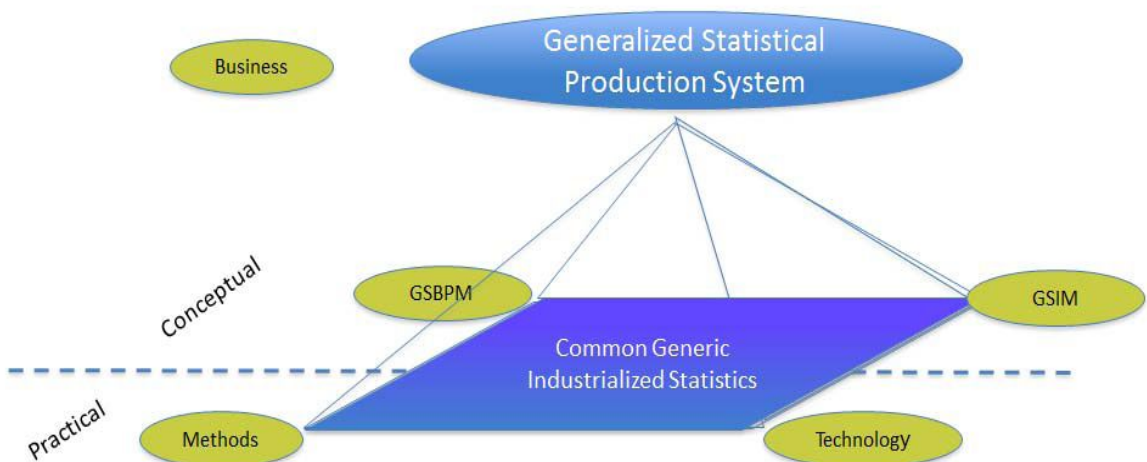 Generalized Statistical
Production System
Business
Conceptual
GSBPM
GSIM
Common Generic
Industrialized Statistics
Practical
Methods
Technology